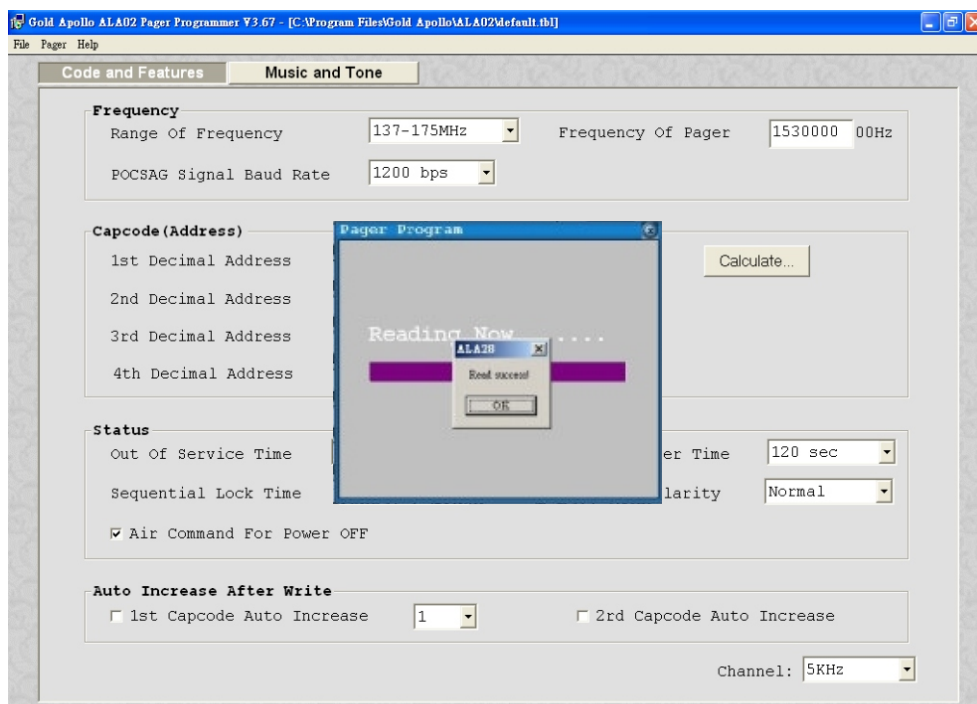 Gold Apollo ALA02 Pager Programmer V3.67 - [C:\Program Files\Gold Apollo\ALA02\default.tbl]
File Pager Help
Code and Features Music and Tone
Frequency
Range Of Frequency 137-175MHz Frequency Of Pager 1530000 00Hz
POCSAG Signal Baud Rate 1200 bps
Capcode(Address)
Pager Program
1st Decimal Address Calculate...
2nd Decimal Address
3rd Decimal Address
Reading Now.......
ALA28
4th Decimal Address
Read success!
OK
Status
Out Of Service Time er Time 120 sec
Sequential Lock Time larity Normal
Air Command For Power OFF
Auto Increase After Write
1st Capcode Auto Increase 1 2rd Capcode Auto Increase
Channel: 5KHz